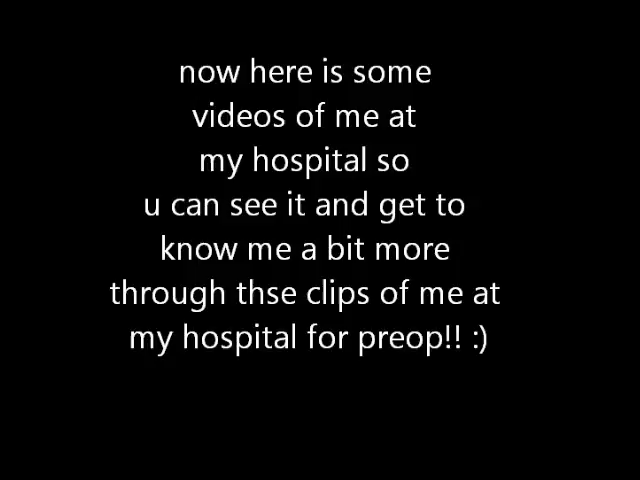 now here is some
videos of me at
my hospital so
u can see it and get to
know me a bit more
through thse clips of me at
my hospital for preop!! :)